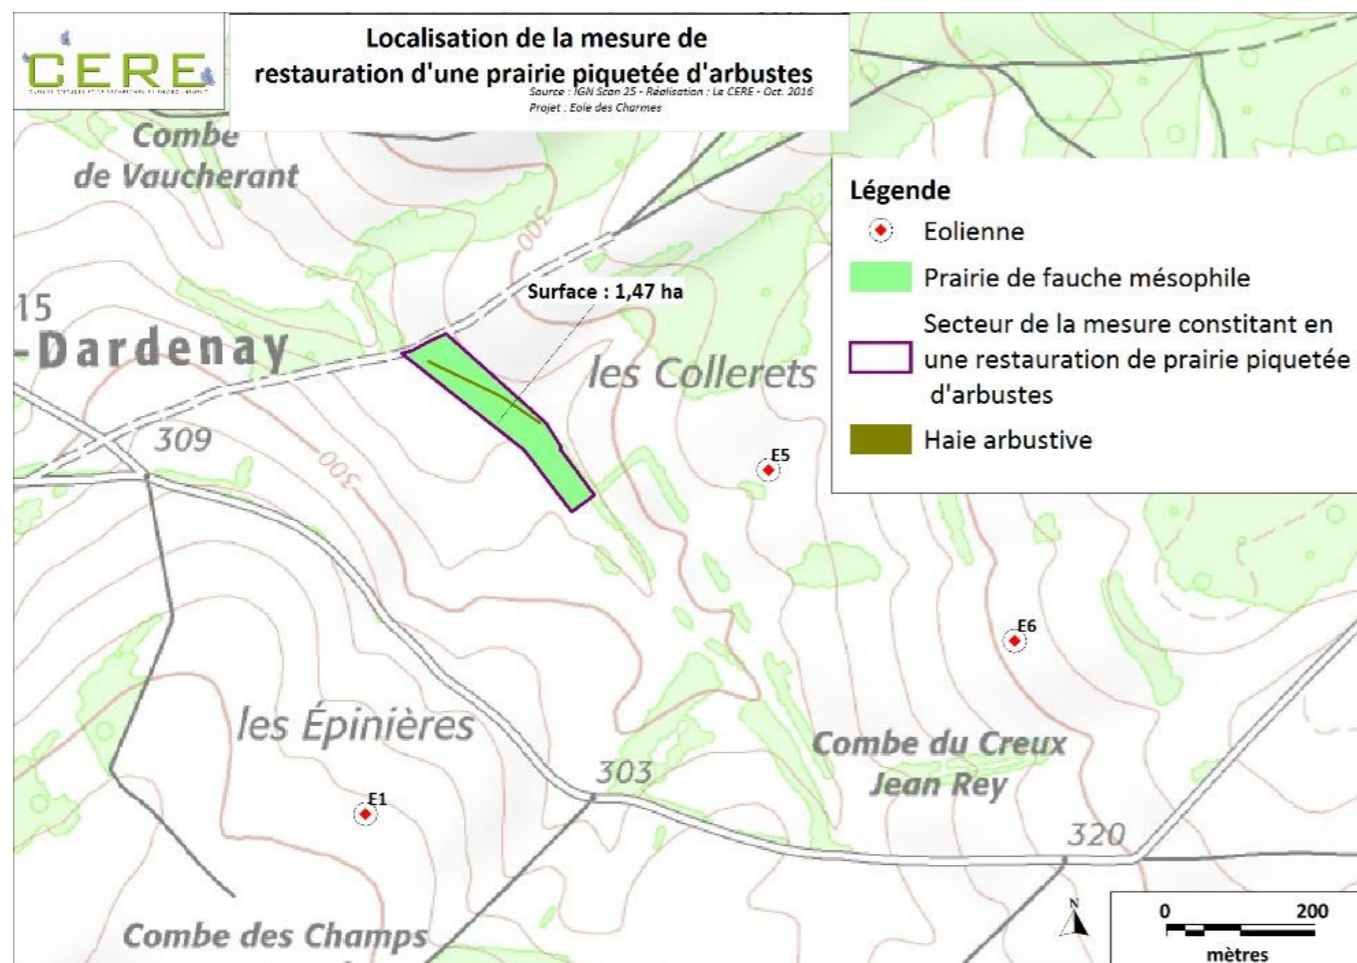 CERE
Localisation de la mesure de
restauration d'une prairie piquetée d'arbustes
Source : IGN Scan 25 - Réalisation : Le CERE - Oct. 2016
Projet : Eole des Charmes
Combe
de Vaucherant
300
Légende
Eolienne
Prairie de fauche mésophile
Secteur de la mesure constitant en
une restauration de prairie piquetée
d'arbustes
Haie arbustive
Surface : 1,47 ha
15
-Dardenay
les Collerets
309
300
E5
E6
les Épinières
303
Combe du Creux
Jean Rey
E1
320
Combe des Champs
N
0 200
mètres